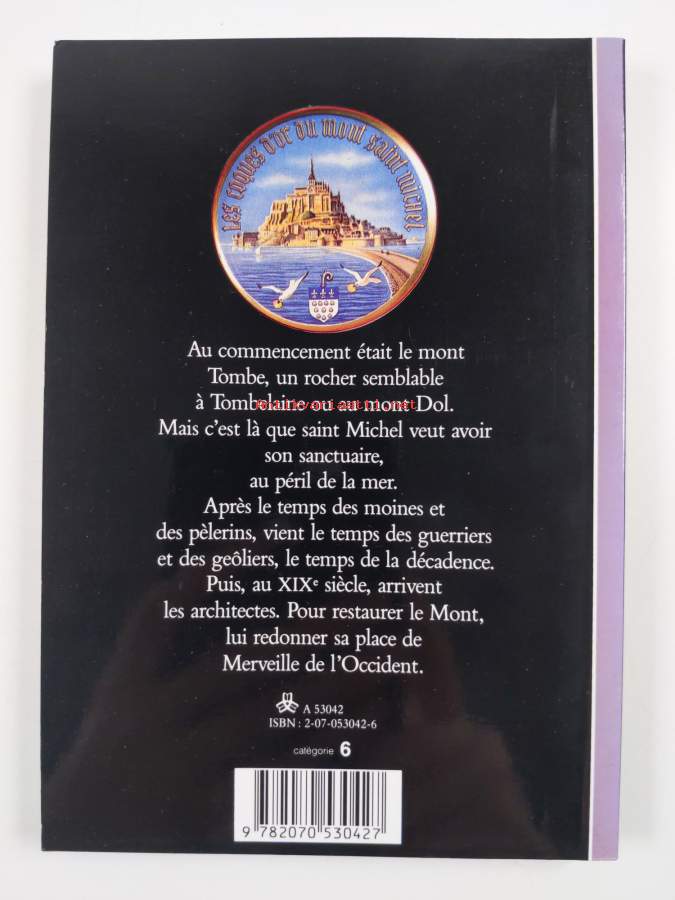 Les coques d'or du mont saint michel
Au commencement était le mont
Tombe, un rocher semblable
à Tombelaine ou au mont Dol.
Mais c'est là que saint Michel veut avoir
son sanctuaire,
au péril de la mer.
Après le temps des moines et
des pèlerins, vient le temps des guerriers
et des geôliers, le temps de la décadence.
Puis, au XIXe siècle, arrivent
les architectes. Pour restaurer le Mont,
lui redonner sa place de
Merveille de l'Occident.
A 53042
ISBN : 2-07-053042-6
catégorie 6
9 782070 530427